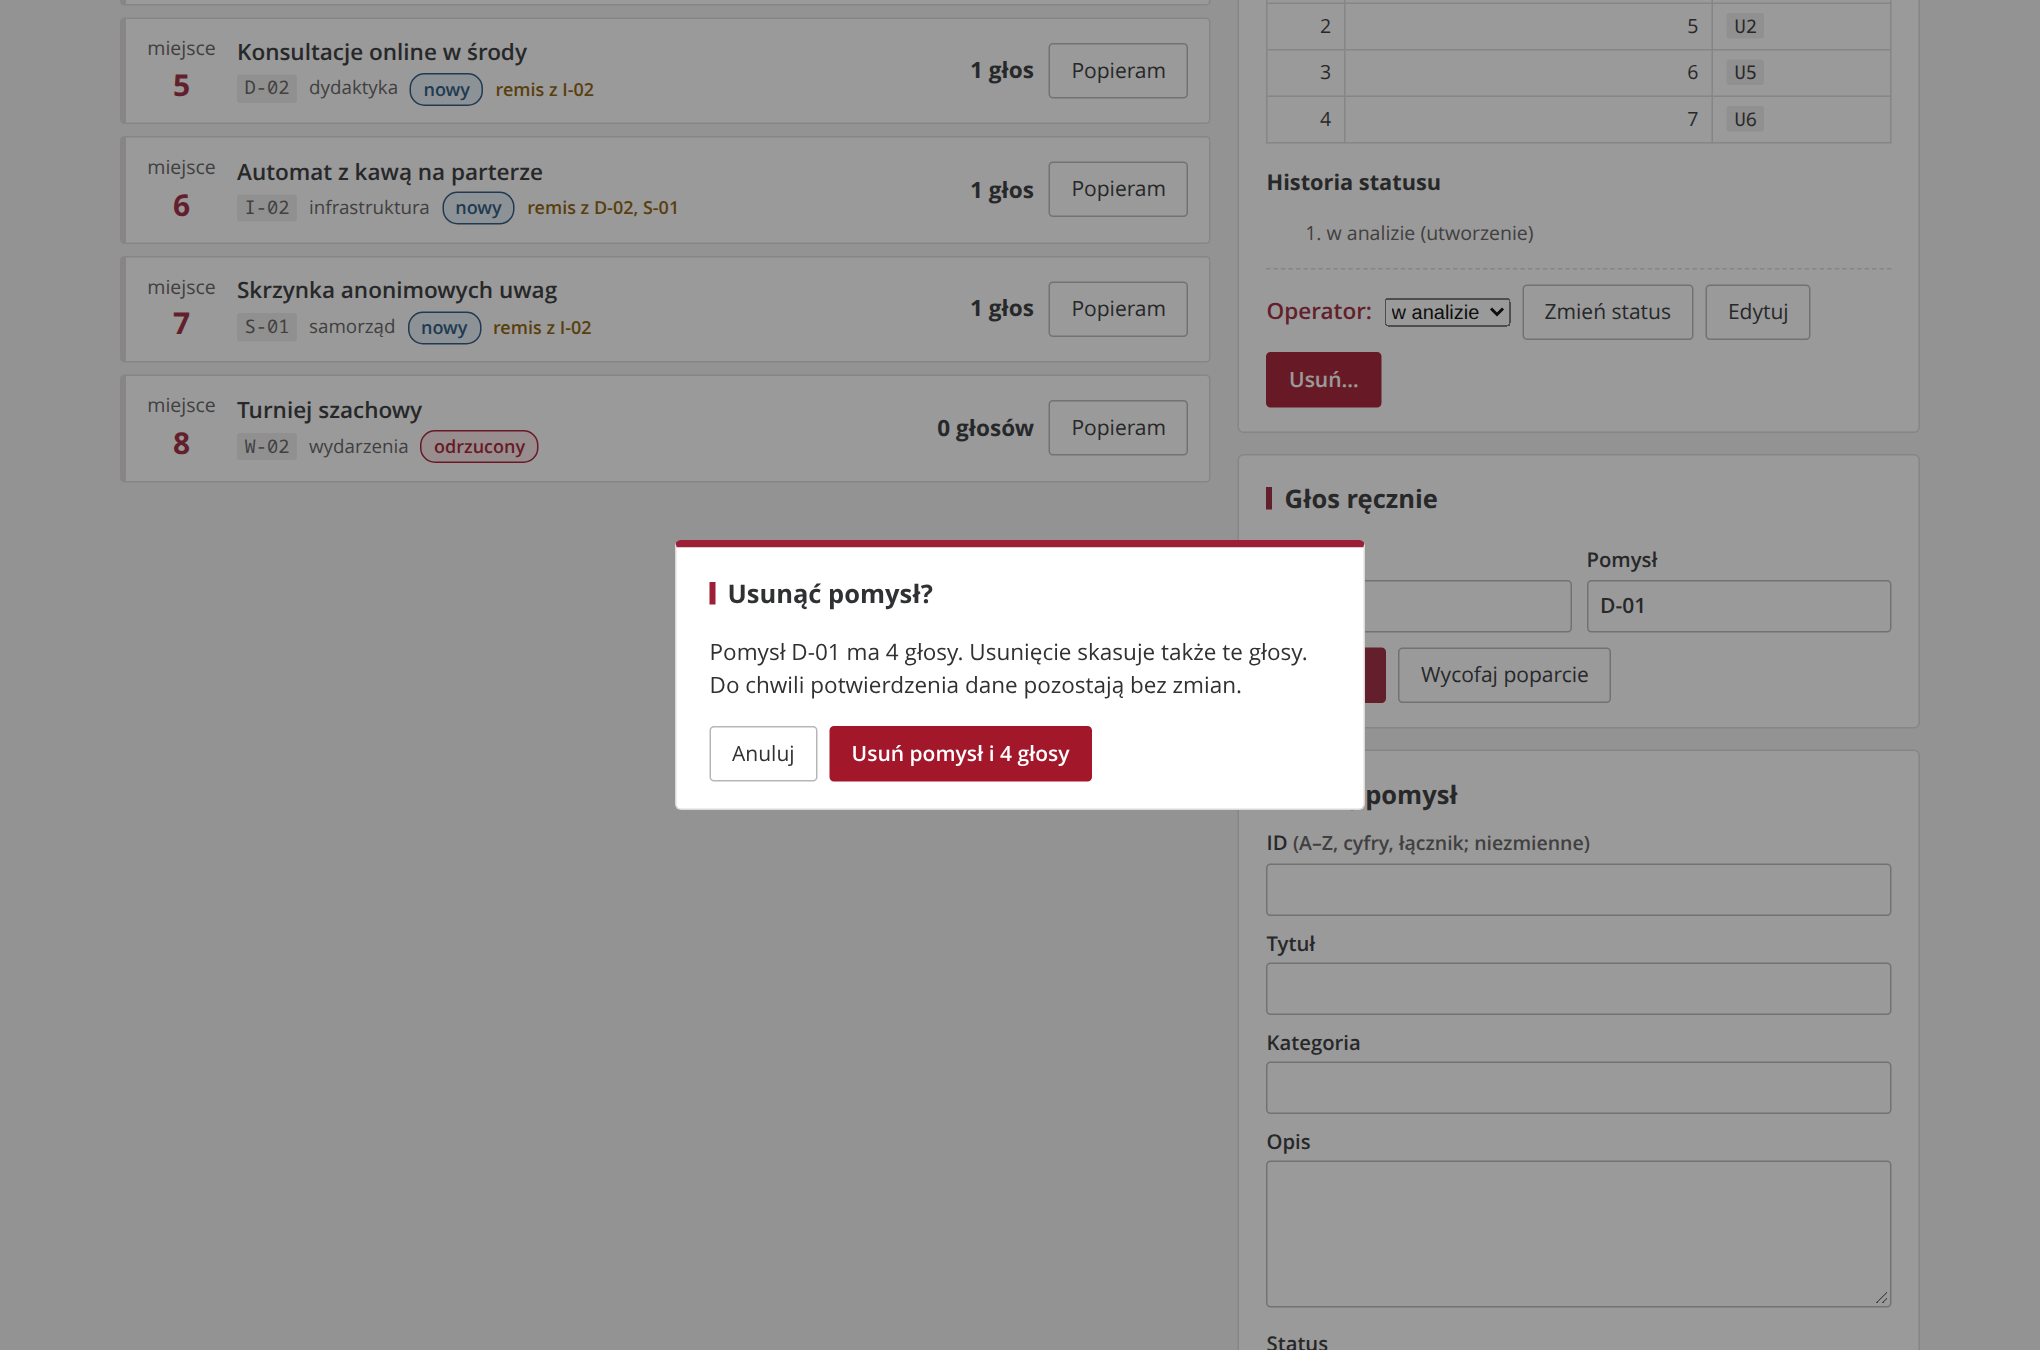 miejsce
5
Konsultacje online w środy
D-02 dydaktyka nowy remis z I-02
1 głos
Popieram
miejsce
6
Automat z kawą na parterze
I-02 infrastruktura nowy remis z D-02, S-01
1 głos
Popieram
miejsce
7
Skrzynka anonimowych uwag
S-01 samorząd nowy remis z I-02
1 głos
Popieram
miejsce
8
Turniej szachowy
W-02 wydarzenia odrzucony
0 głosów
Popieram
2 5 U2
3 6 U5
4 7 U6
Historia statusu
1. w analizie (utworzenie)
Operator: w analizie Zmień status Edytuj
Usuń...
Głos ręcznie
Pomysł
D-01
Wycofaj poparcie
Usunąć pomysł?
Pomysł D-01 ma 4 głosy. Usunięcie skasuje także te głosy.
Do chwili potwierdzenia dane pozostają bez zmian.
Anuluj Usuń pomysł i 4 głosy
pomysł
ID (A–Z, cyfry, łącznik; niezmienne)
Tytuł
Kategoria
Opis
Status